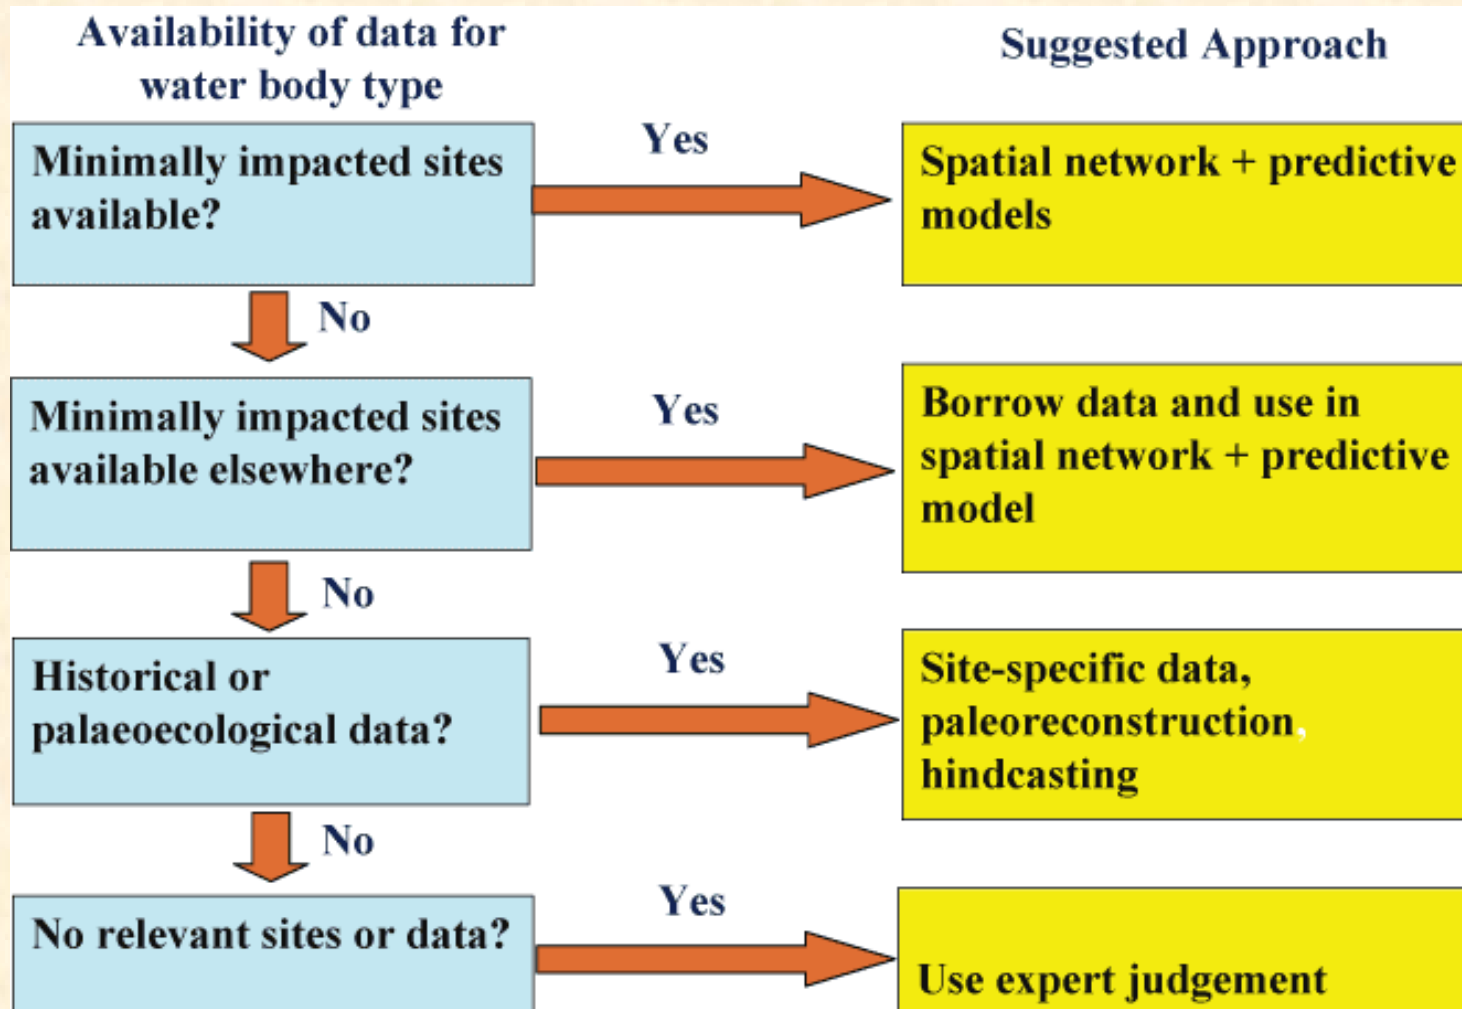 Availability of data for
water body type
Suggested Approach
Minimally impacted sites
available?
Yes
Spatial network + predictive
models
No
Minimally impacted sites
available elsewhere?
Yes
Borrow data and use in
spatial network + predictive
model
No
Historical or
palaeoecological data?
Yes
Site-specific data,
paleoreconstruction,
hindcasting
No
No relevant sites or data?
Yes
Use expert judgement